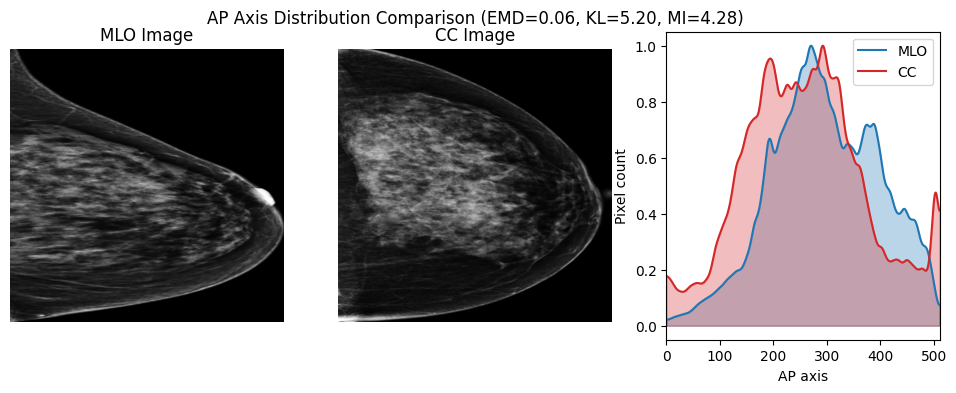 AP Axis Distribution Comparison (EMD=0.06, KL=5.20, MI=4.28)
MLO Image
CC Image
MLO
CC
Pixel count
1.0
0.8
0.6
0.4
0.2
0.0
0 100 200 300 400 500
AP axis